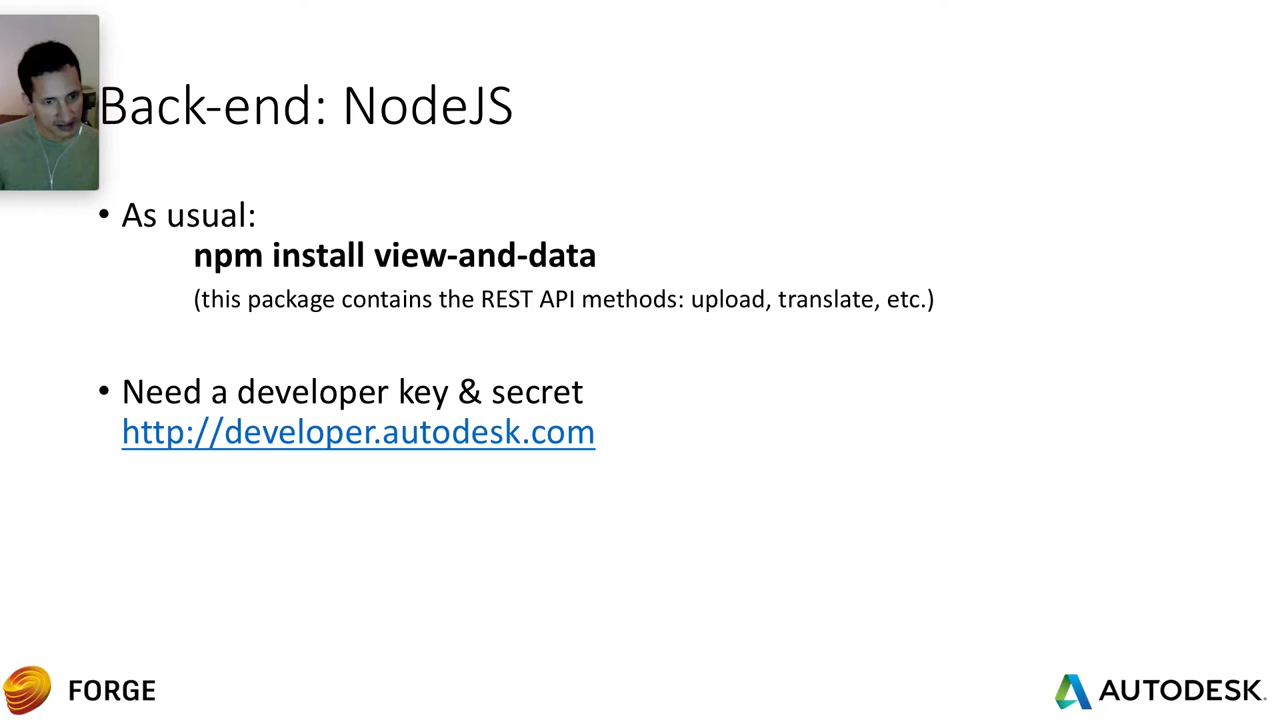 Back-end: NodeJS
• As usual:
npm install view-and-data
(this package contains the REST API methods: upload, translate, etc.)
• Need a developer key & secret
http://developer.autodesk.com
FORGE
AUTODESK.